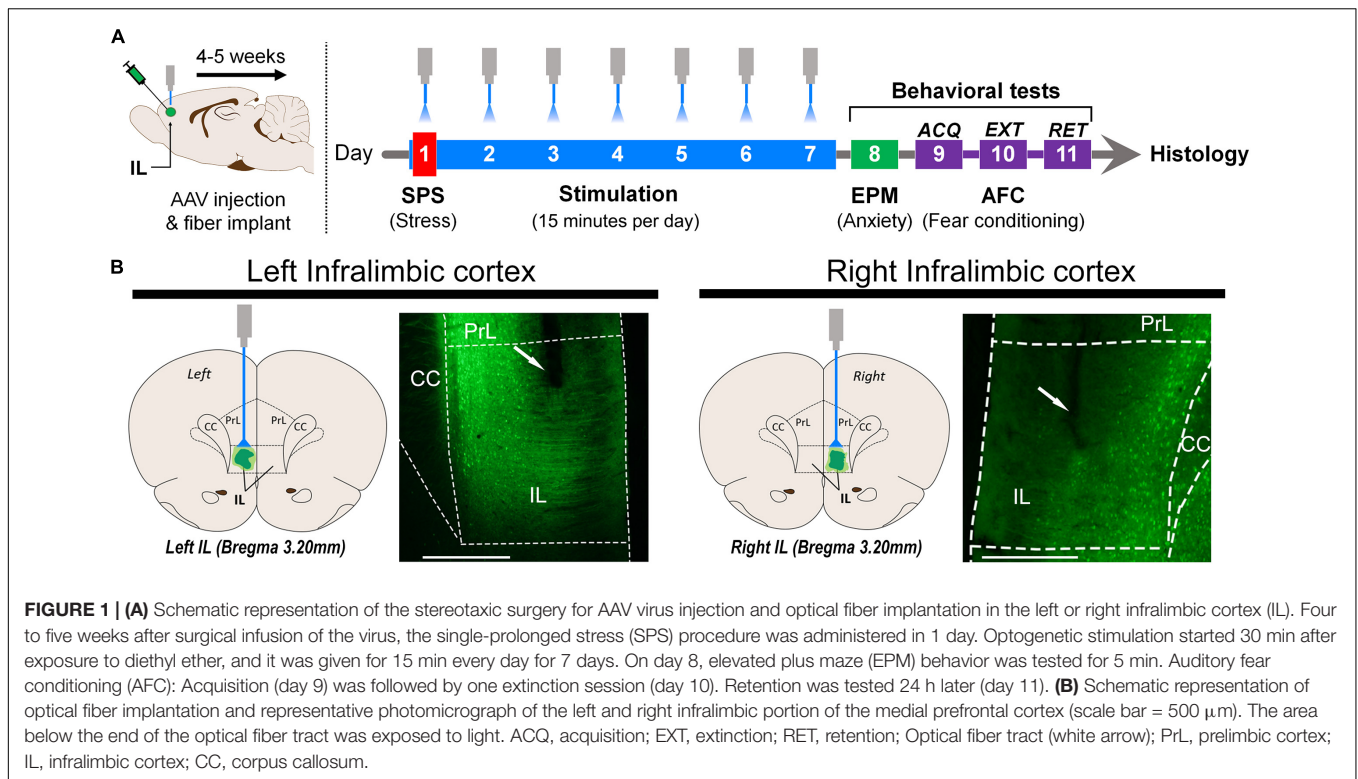 A
4-5 weeks
IL
AAV injection
& fiber implant
Behavioral tests
ACQ EXT RET
Day 1 2 3 4 5 6 7 8 9 10 11 Histology
SPS Stimulation EPM AFC
(Stress) (15 minutes per day) (Anxiety) (Fear conditioning)
B
Left Infralimbic cortex
Left
CC PrL PrL CC
IL
Left IL (Bregma 3.20mm)
PrL
CC
IL
Right Infralimbic cortex
Right
CC PrL PrL CC
IL
Right IL (Bregma 3.20mm)
PrL
CC
IL
FIGURE 1 | (A) Schematic representation of the stereotaxic surgery for AAV virus injection and optical fiber implantation in the left or right infralimbic cortex (IL). Four
to five weeks after surgical infusion of the virus, the single-prolonged stress (SPS) procedure was administered in 1 day. Optogenetic stimulation started 30 min after
exposure to diethyl ether, and it was given for 15 min every day for 7 days. On day 8, elevated plus maze (EPM) behavior was tested for 5 min. Auditory fear
conditioning (AFC): Acquisition (day 9) was followed by one extinction session (day 10). Retention was tested 24 h later (day 11). (B) Schematic representation of
optical fiber implantation and representative photomicrograph of the left and right infralimbic portion of the medial prefrontal cortex (scale bar = 500 μm). The area
below the end of the optical fiber tract was exposed to light. ACQ, acquisition; EXT, extinction; RET, retention; Optical fiber tract (white arrow); PrL, prelimbic cortex;
IL, infralimbic cortex; CC, corpus callosum.